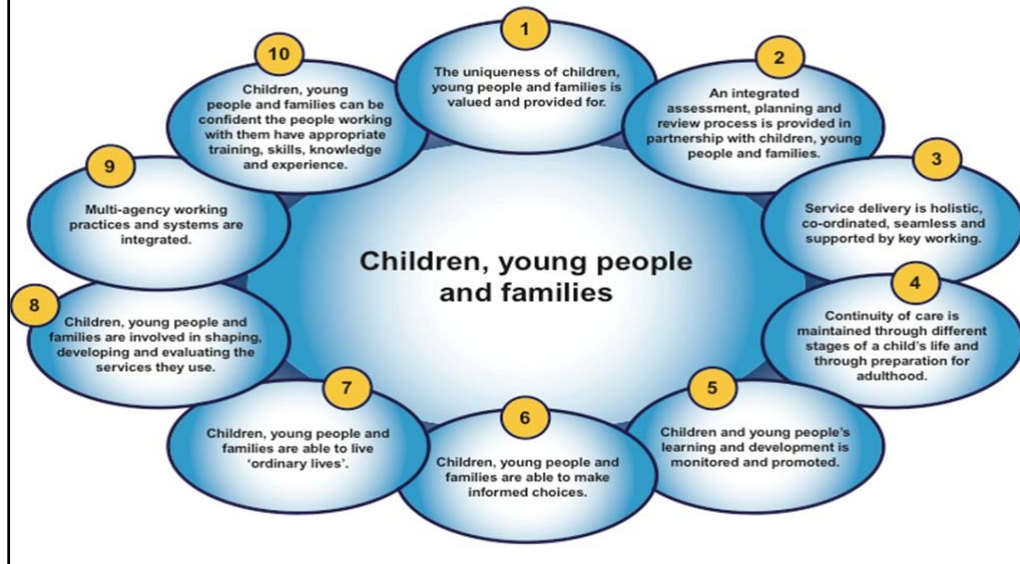 1
The uniqueness of children,
young people and families is
valued and provided for.
2
An integrated
assessment, planning and
review process is provided in
partnership with children, young
people and families.
3
Service delivery is holistic,
co-ordinated, seamless and
supported by key working.
4
Continuity of care is
maintained through different
stages of a child's life and
through preparation for
adulthood.
5
Children and young people's
learning and development is
monitored and promoted.
6
Children, young people and
families are able to make
informed choices.
7
Children, young people and
families are able to live
'ordinary lives'.
8
Children, young people and
families are involved in shaping,
developing and evaluating the
services they use.
9
Multi-agency working
practices and systems are
integrated.
10
Children, young
people and families can be
confident the people working
with them have appropriate
training, skills, knowledge
and experience.
Children, young people
and families